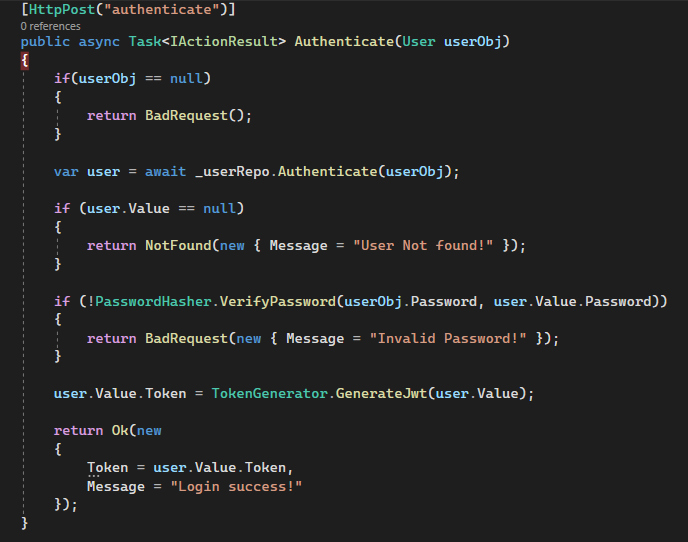 [HttpPost("authenticate")]
0 references
public async Task<IActionResult> Authenticate(User userObj)
{
if(userObj == null)
{
return BadRequest();
}
var user = await _userRepo.Authenticate(userObj);
if (user.Value == null)
{
return NotFound(new { Message = "User Not found!" });
}
if (!PasswordHasher.VerifyPassword(userObj.Password, user.Value.Password))
{
return BadRequest(new { Message = "Invalid Password!" });
}
user.Value.Token = TokenGenerator.GenerateJwt(user.Value);
return Ok(new
{
Token = user.Value.Token,
Message = "Login success!"
});
}